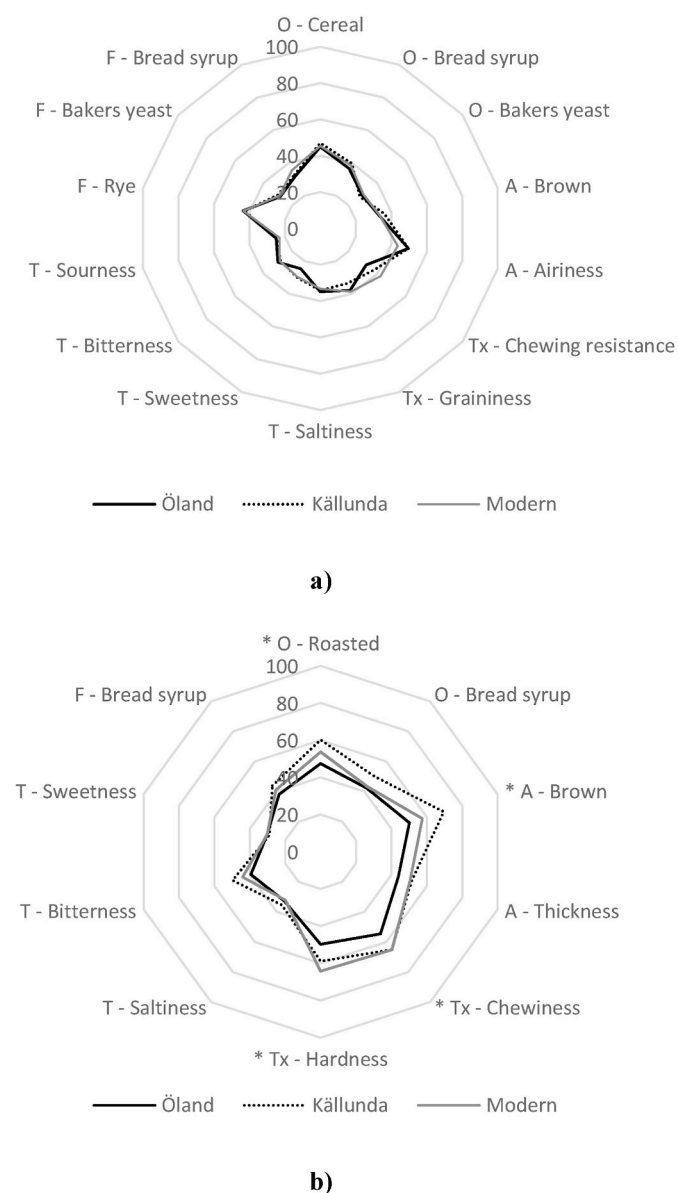 O - Cereal
100
F - Bread syrup
O - Bread syrup
80
F - Bakers yeast
O - Bakers yeast
60
40
F - Rye
A - Brown
20
0
T - Sourness
A - Airiness
T - Bitterness
Tx - Chewing resistance
T - Sweetness
Tx - Graininess
T - Saltiness
Öland
Källunda
Modern
a)
* O - Roasted
100
F - Bread syrup
O - Bread syrup
80
60
T - Sweetness
* A - Brown
40
20
0
T - Bitterness
A - Thickness
T - Saltiness
* Tx - Chewiness
* Tx - Hardness
Öland
Källunda
Modern
b)